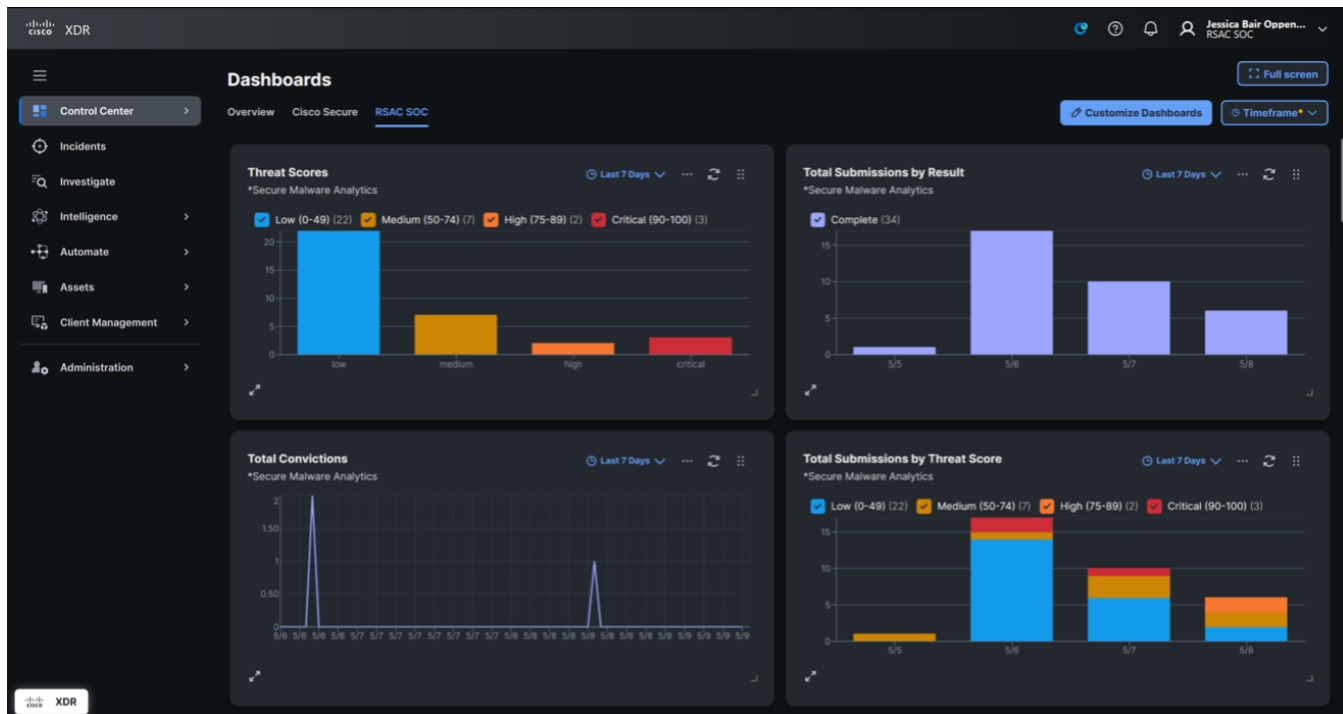 cisco XDR
Jessica Bair Oppen...
RSAC SOC
Control Center
Incidents
Investigate
Intelligence
Automate
Assets
Client Management
Administration
Dashboards
Full screen
Overview Cisco Secure RSAC SOC
Customize Dashboards
Timeframe*
Threat Scores
Last 7 Days
*Secure Malware Analytics
Low (0-49) (22) Medium (50-74) (7) High (75-89) (2) Critical (90-100) (3)
20
15
10
5
0
low medium high critical
Total Submissions by Result
Last 7 Days
*Secure Malware Analytics
Complete (34)
15
10
5
0
5/5 5/6 5/7 5/8
Total Convictions
Last 7 Days
*Secure Malware Analytics
2
1.50
1
0.50
0
5/6 5/6 5/6 5/6 5/7 5/7 5/7 5/7 5/7 5/7 5/7 5/7 5/8 5/8 5/8 5/8 5/8 5/8 5/8 5/8 5/9 5/9 5/9 5/9 5/9
Total Submissions by Threat Score
Last 7 Days
*Secure Malware Analytics
Low (0-49) (22) Medium (50-74) (7) High (75-89) (2) Critical (90-100) (3)
15
10
5
0
5/5 5/6 5/7 5/8
cisco XDR